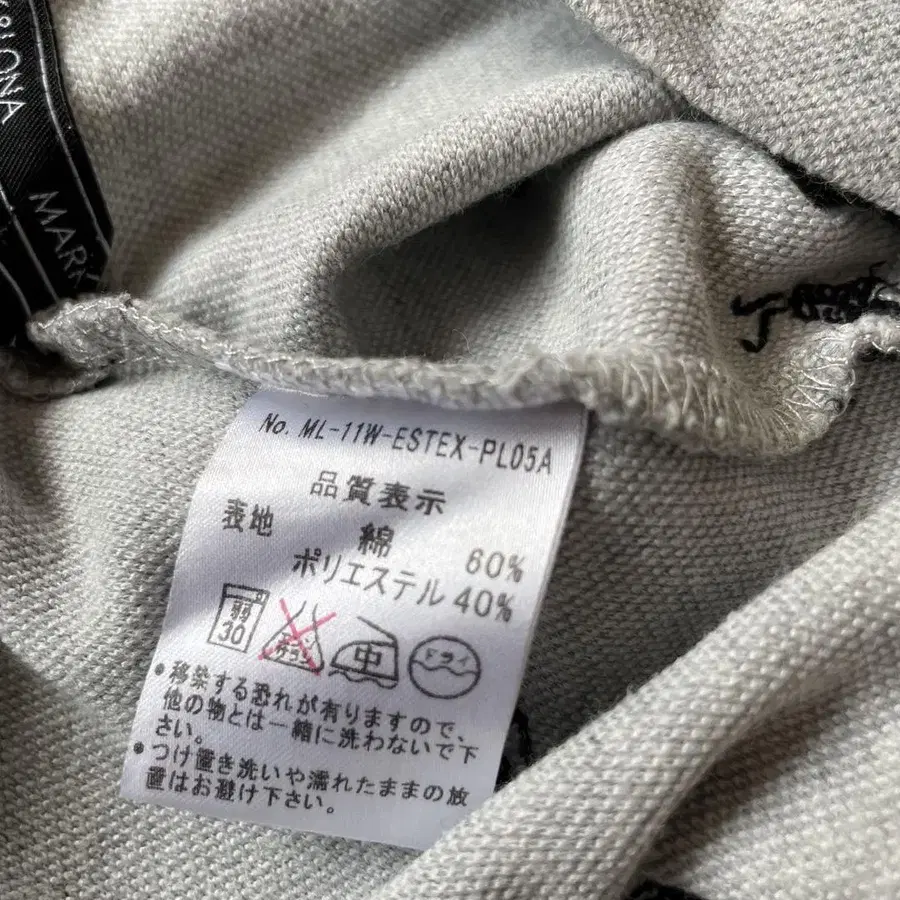 &LONA
MARK
No. ML-11W-ESTEX-PL05A
品質表示
表地 綿 60%
ポリエステル 40%
弱 30 中 ドライ
・移染する恐れが有りますので、
他の物とは一緒に洗わないで下
さい。
・つけ置き洗いや濡れたままの放
置はお避け下さい。